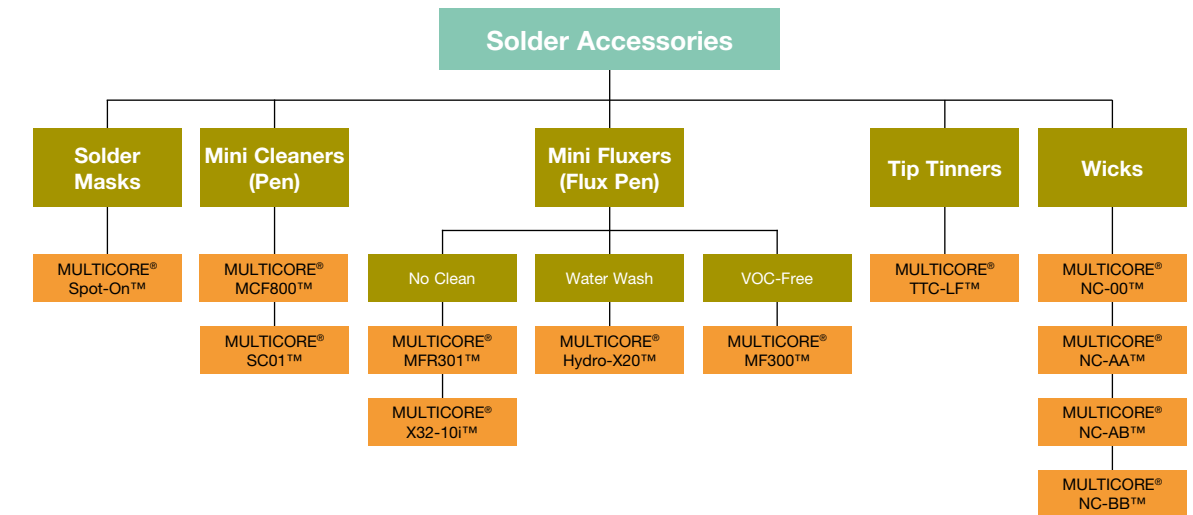 Solder Accessories
Solder
Masks
Mini Cleaners
(Pen)
Mini Fluxers
(Flux Pen)
Tip Tinners
Wicks
MULTICORE®
Spot-On™
MULTICORE®
MCF800™
MULTICORE®
SC01™
No Clean
Water Wash
VOC-Free
MULTICORE®
MFR301™
MULTICORE®
X32-10i™
MULTICORE®
Hydro-X20™
MULTICORE®
MF300™
MULTICORE®
TTC-LF™
MULTICORE®
NC-00™
MULTICORE®
NC-AA™
MULTICORE®
NC-AB™
MULTICORE®
NC-BB™